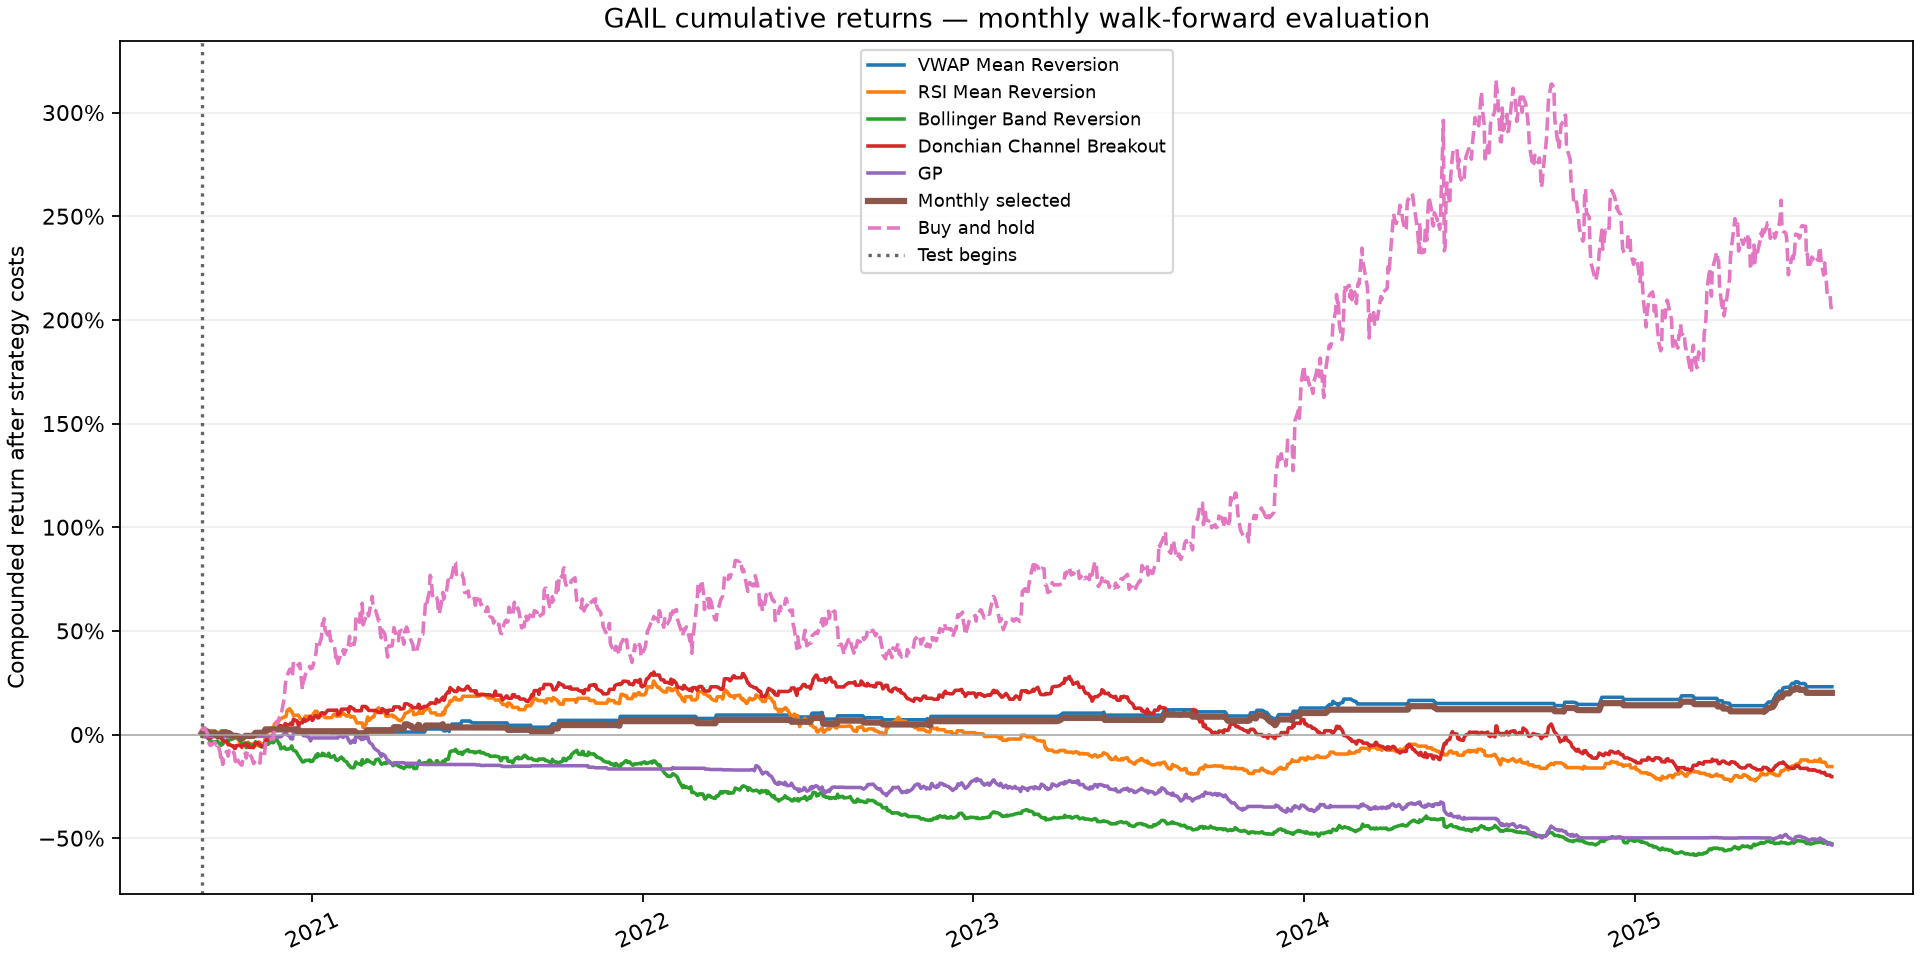 GAIL cumulative returns — monthly walk-forward evaluation
VWAP Mean Reversion
RSI Mean Reversion
Bollinger Band Reversion
Donchian Channel Breakout
GP
Monthly selected
Buy and hold
Test begins
Compounded return after strategy costs
300%
250%
200%
150%
100%
50%
0%
−50%
2021
2022
2023
2024
2025